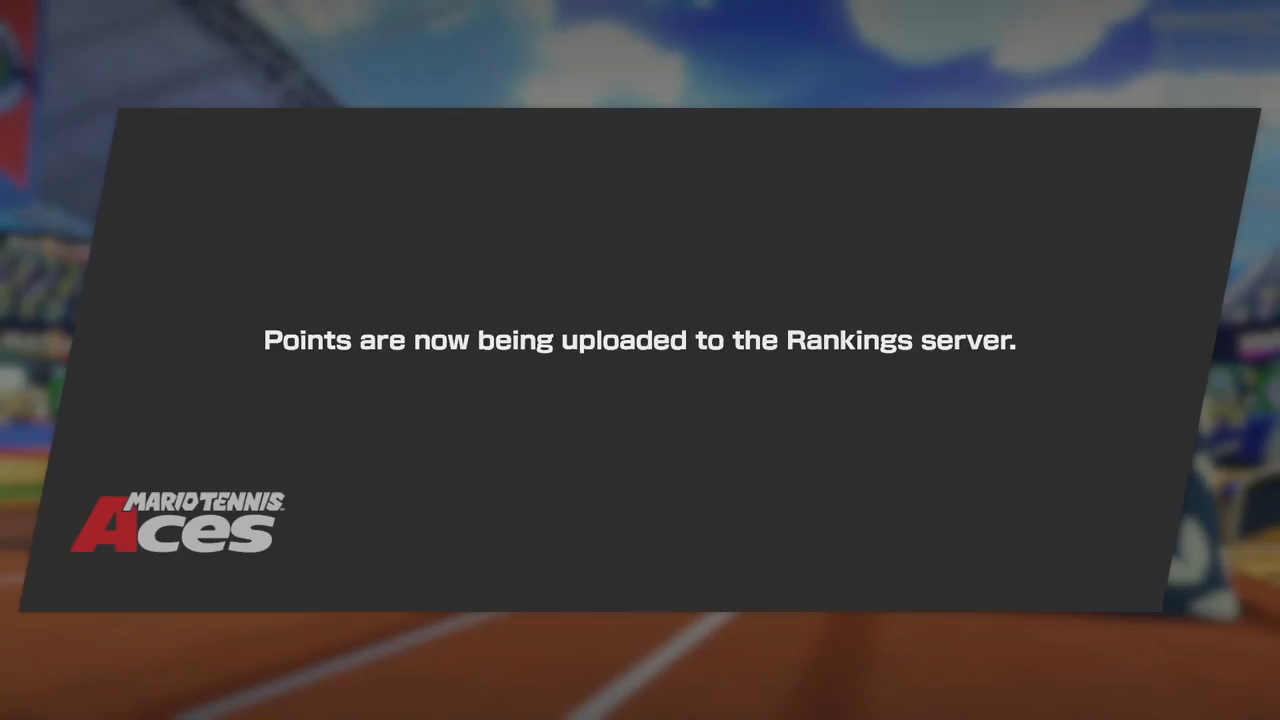 Points are now being uploaded to the Rankings server.
MARIO TENNIS
Aces